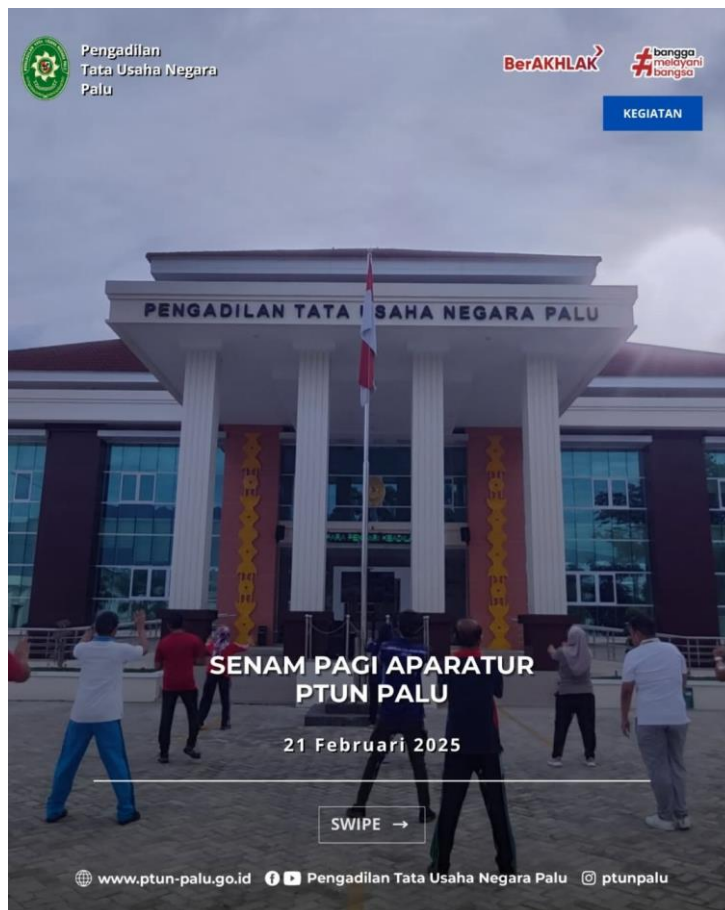 Pengadilan
Tata Usaha Negara
Palu
BerAKHLAK
#bangga
melayani
bangsa
KEGIATAN
PENGADILAN TATA USAHA NEGARA PALU
SENAM PAGI APARATUR
PTUN PALU
21 Februari 2025
SWIPE →
www.ptun-palu.go.id Pengadilan Tata Usaha Negara Palu ptunpalu